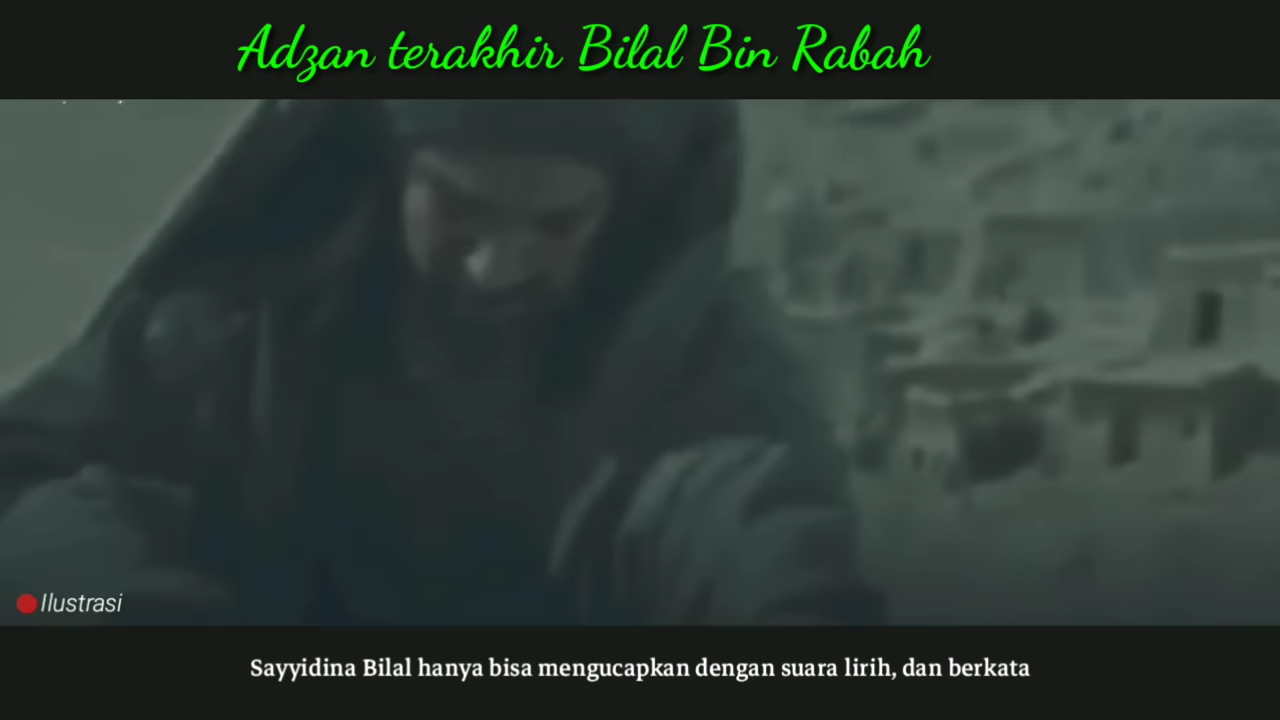 Adzan terakhir Bilal Bin Rabah
Ilustrasi
Sayyidina Bilal hanya bisa mengucapkan dengan suara lirih, dan berkata